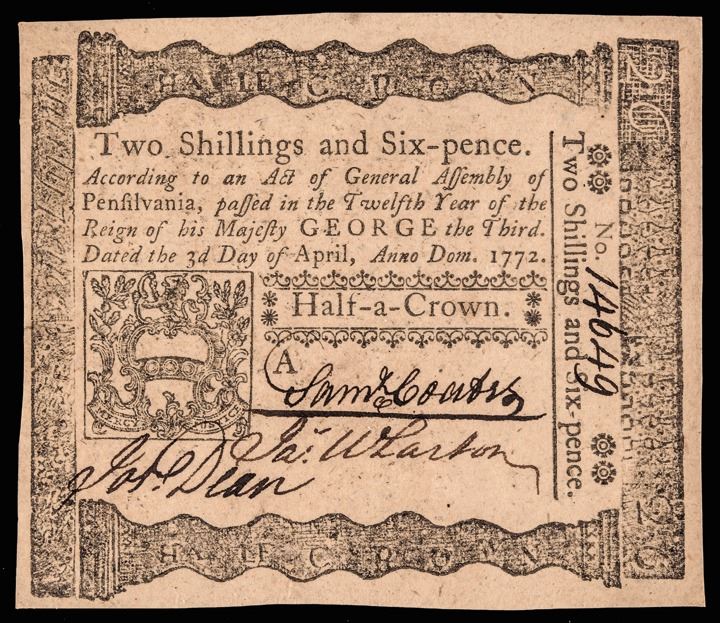 HALF CROWN
Two Shillings and Six-pence.
According to an Act of General Aſſembly of
Penſilvania, paſſed in the Twelfth Year of the
Reign of his Majeſty GEORGE the Third.
Dated the 3d Day of April, Anno Dom. 1772.
Half-a-Crown.
A
Saml Coates
Jas. Wharton
Jos. Dean
HALF CROWN
No. 14649
Two Shillings and Six-pence.